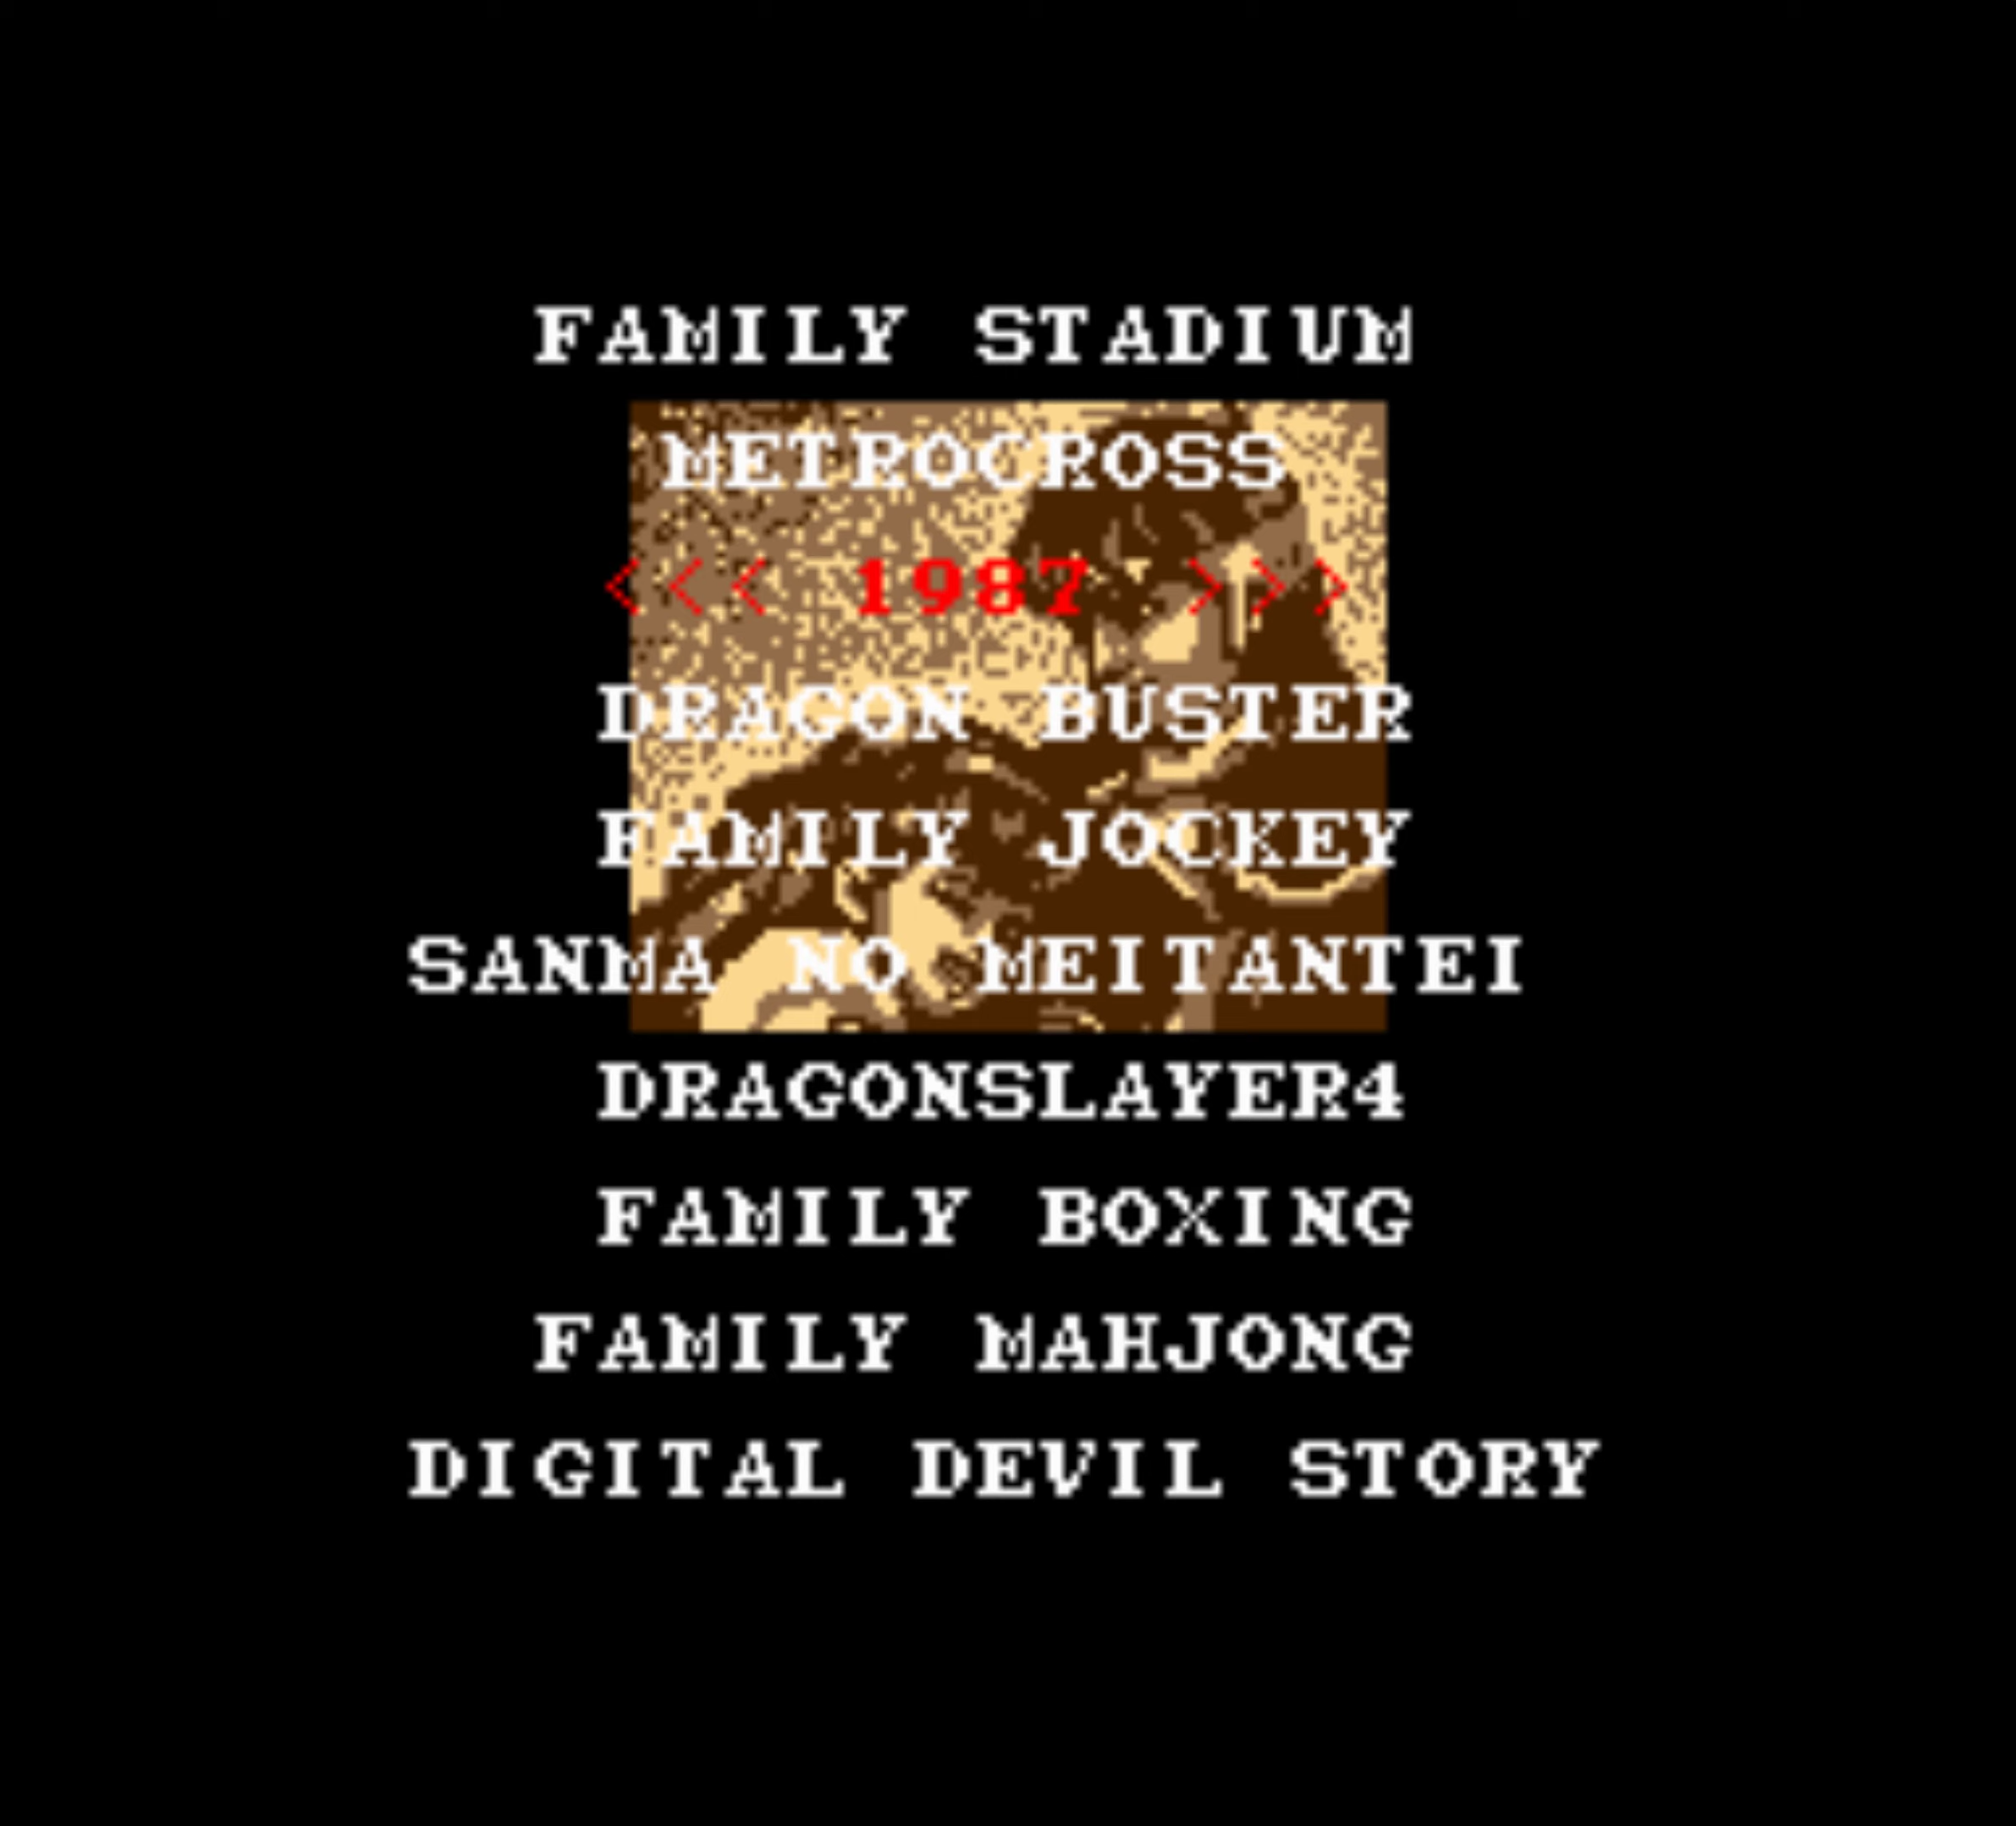 FAMILY STADIUM
METROCROSS
<<< 1987 >>>
DRAGON BUSTER
FAMILY JOCKEY
SANMA NO MEITANTEI
DRAGONSLAYER4
FAMILY BOXING
FAMILY MAHJONG
DIGITAL DEVIL STORY